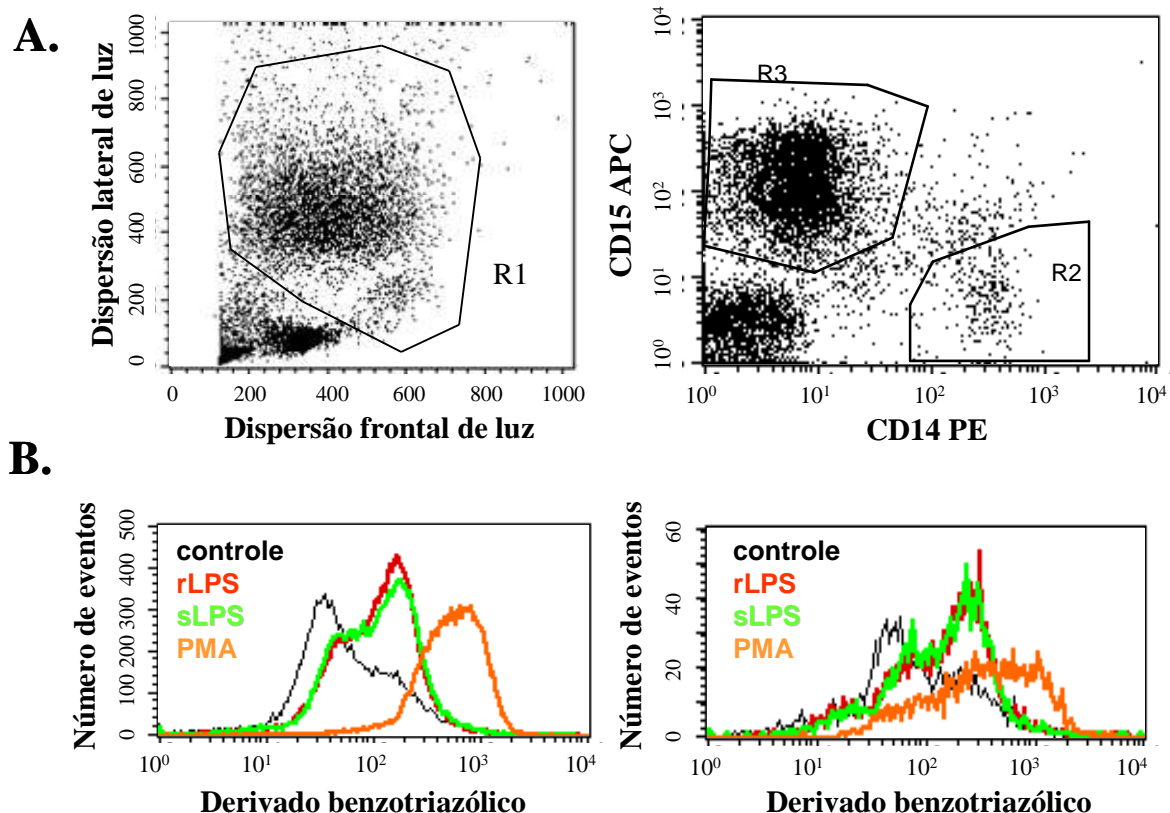 A.
Dispersão lateral de luz
1000
800
600
400
200
0
R1
0 200 400 600 800 1000
Dispersão frontal de luz
CD15 APC
10⁴
10³
10²
10¹
10⁰
R3
R2
10⁰ 10¹ 10² 10³ 10⁴
CD14 PE
B.
Número de eventos
500
400
300
200
100
0
controle
rLPS
sLPS
PMA
10⁰ 10¹ 10² 10³ 10⁴
Derivado benzotriazólico
Número de eventos
60
40
20
0
controle
rLPS
sLPS
PMA
10⁰ 10¹ 10² 10³ 10⁴
Derivado benzotriazólico